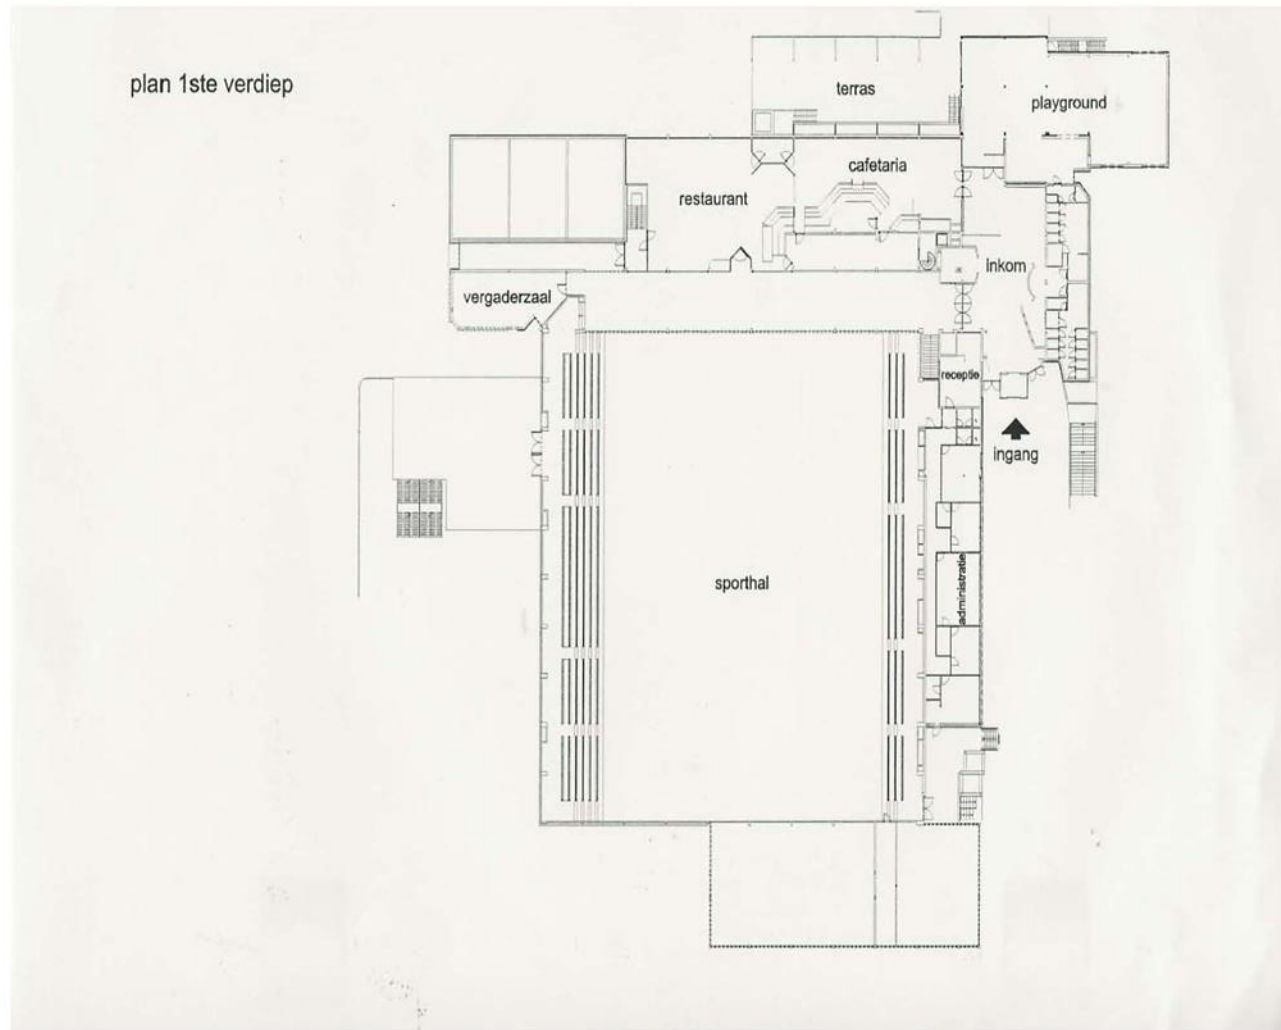 plan 1ste verdiep
terras
playground
cafetaria
restaurant
inkom
vergaderzaal
receptie
ingang
sporthal
administratie